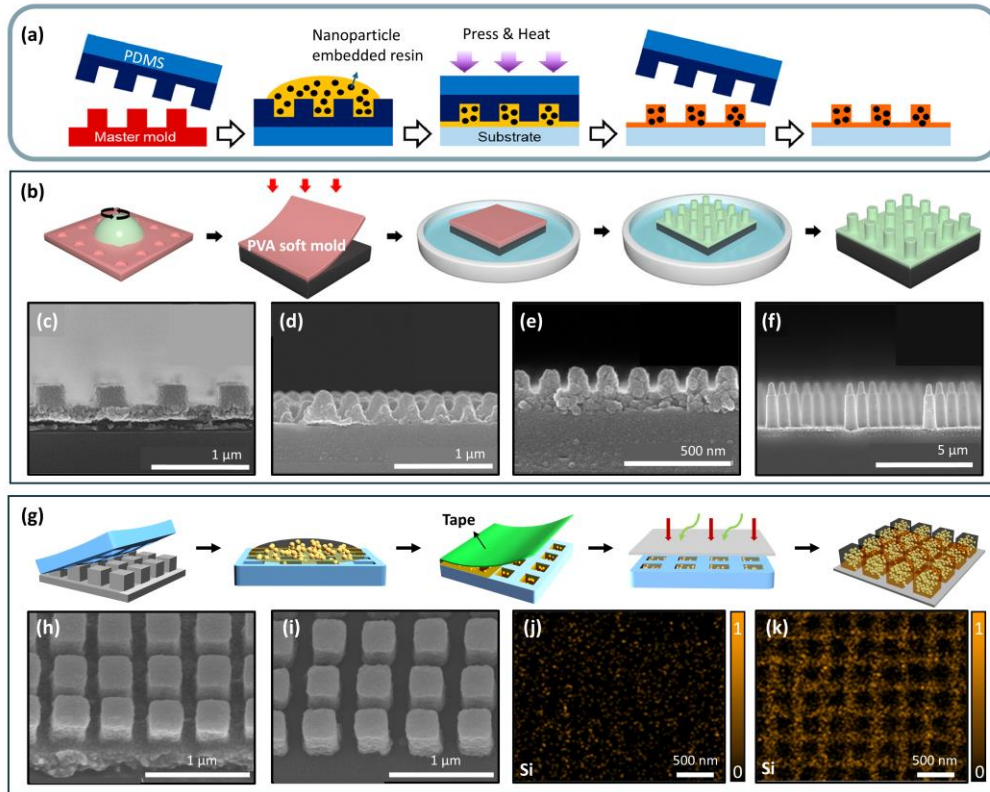 (a)
PDMS
Master mold
Nanoparticle
embedded resin
Press & Heat
Substrate
(b)
PVA soft mold
(c)
1 µm
(d)
1 µm
(e)
500 nm
(f)
5 µm
(g)
Tape
(h)
1 µm
(i)
1 µm
(j)
Si
500 nm
1
0
(k)
Si
500 nm
1
0